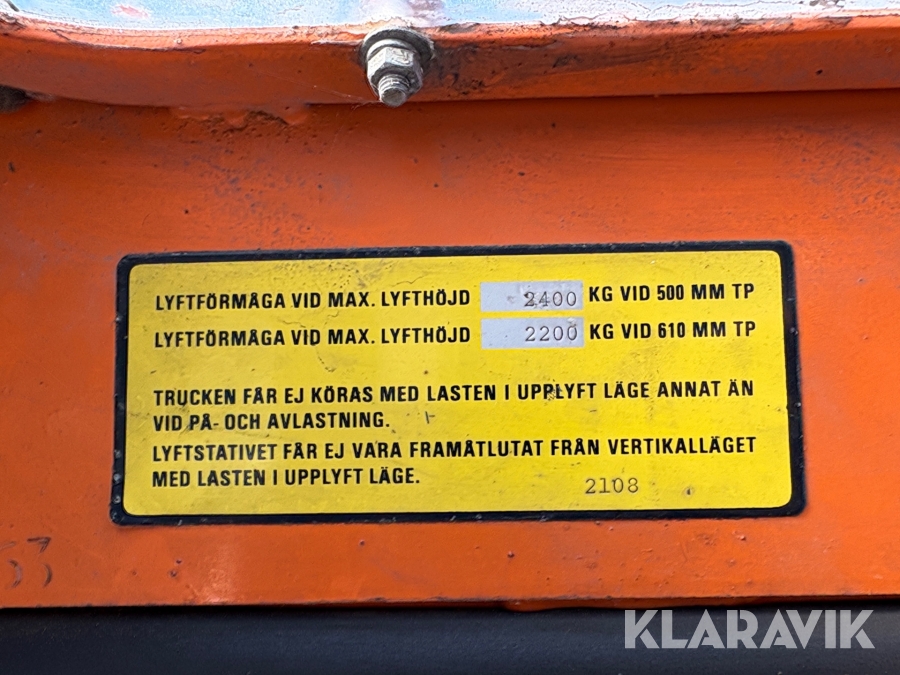 LYFTFÖRMÅGA VID MAX. LYFTHÖJD 2400 KG VID 500 MM TP
LYFTFÖRMÅGA VID MAX. LYFTHÖJD 2200 KG VID 610 MM TP
TRUCKEN FÅR EJ KÖRAS MED LASTEN I UPPLYFT LÄGE ANNAT ÄN
VID PÅ- OCH AVLASTNING.
LYFTSTATIVET FÅR EJ VARA FRAMÅTLUTAT FRÅN VERTIKALLÄGET
MED LASTEN I UPPLYFT LÄGE.
2108
KLARAVIK